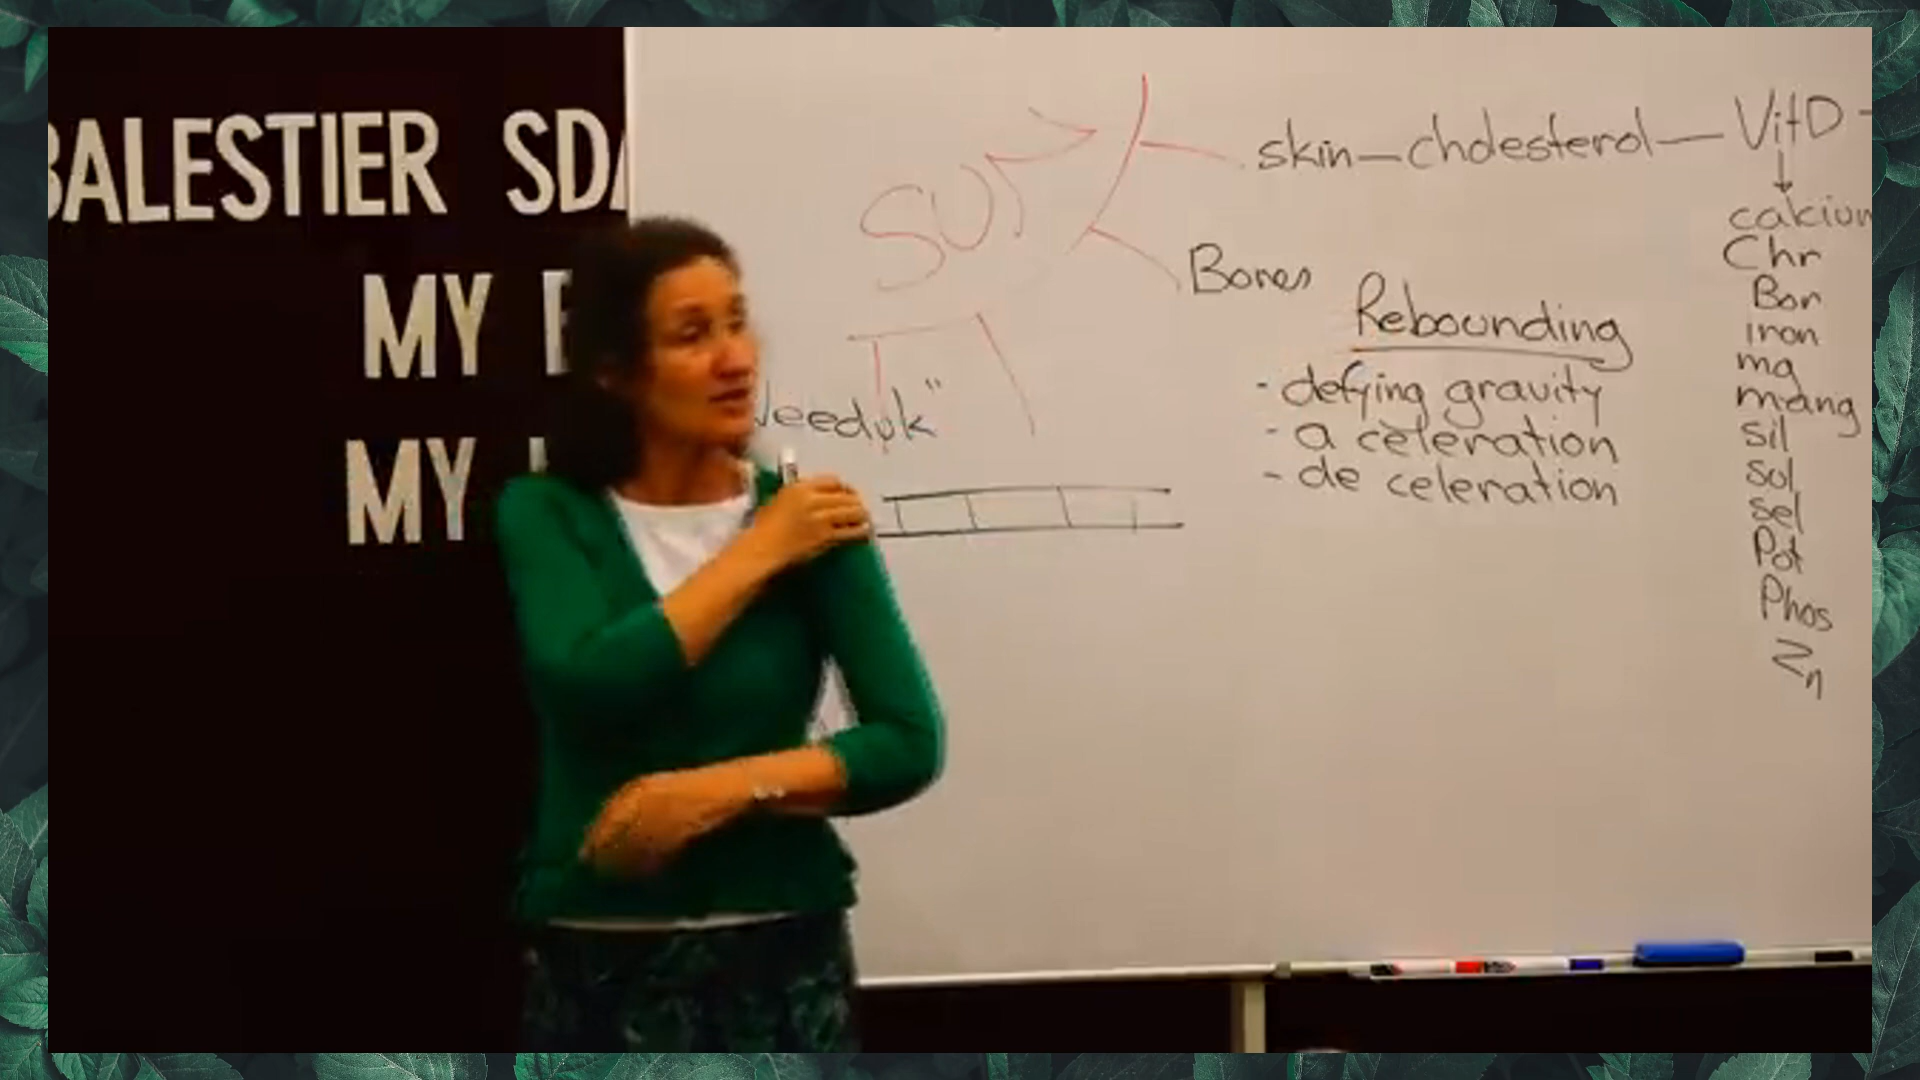 BALESTIER SDA
MY
MY
SUN
skin-cholesterol-VitD
calcium
Chr
Bor
iron
mg
mang
sil
sol
sel
Pot
Phos
Zn
Bones
Rebounding
- defying gravity
- a celeration
- de celeration